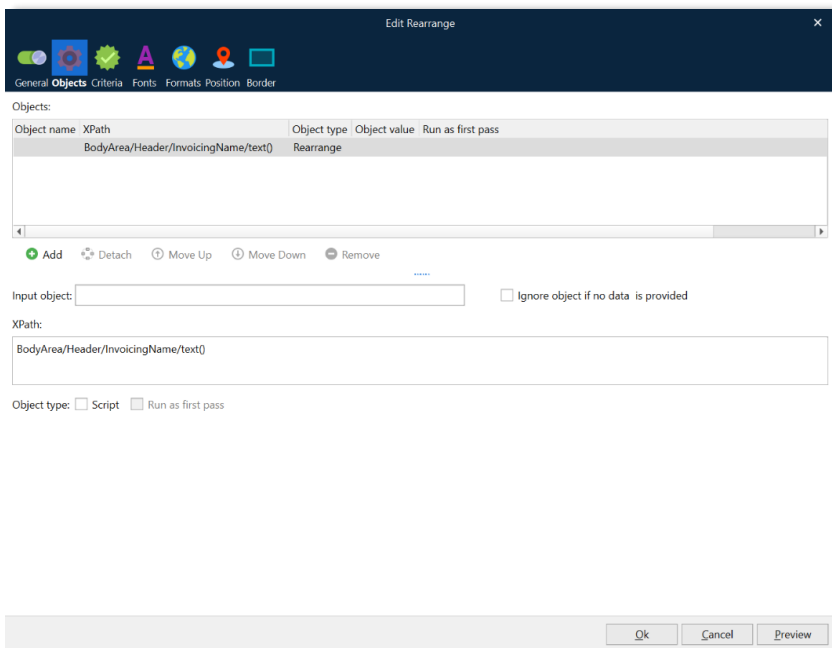 Edit Rearrange
General Objects Criteria Fonts Formats Position Border
Objects:
Object name XPath Object type Object value Run as first pass
BodyArea/Header/InvoicingName/text() Rearrange
Add Detach Move Up Move Down Remove
Input object: Ignore object if no data is provided
XPath:
BodyArea/Header/InvoicingName/text()
Object type: Script Run as first pass
Ok Cancel Preview